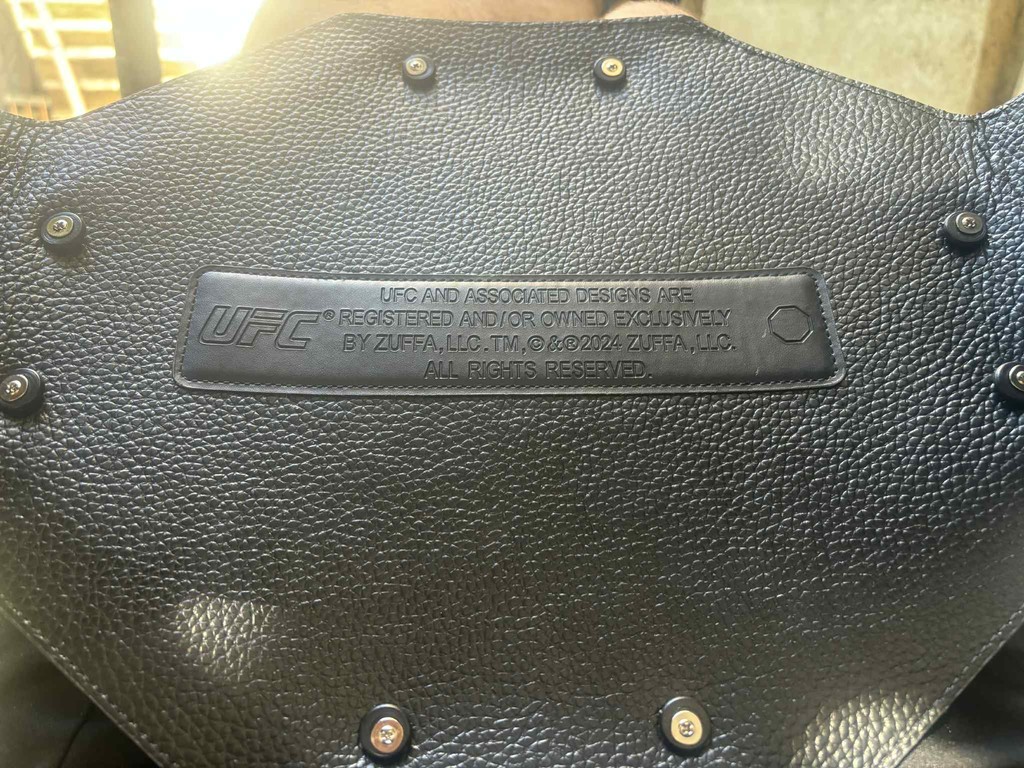 UFC®
UFC AND ASSOCIATED DESIGNS ARE
REGISTERED AND/OR OWNED EXCLUSIVELY
BY ZUFFA, LLC. TM, © & ® 2024 ZUFFA, LLC.
ALL RIGHTS RESERVED.